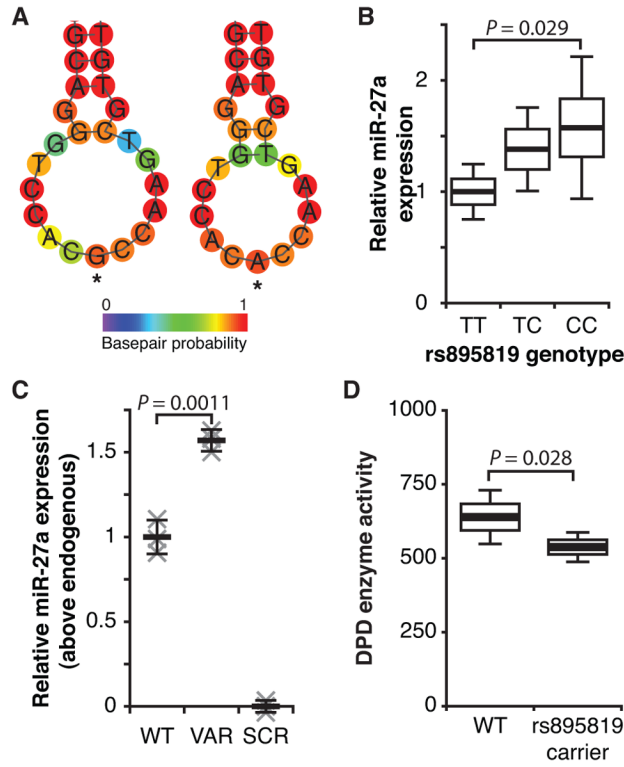 A
G T
C G
A T
G G
G C T
G G
T A
C A
C C
A C
C G
*
G T
C G
A T
G G
G C
G T
T G
C A
C A
A C
C A C
*
0 1
Basepair probability
B
P = 0.029
Relative miR-27a
expression
2
1
0
TT TC CC
rs895819 genotype
C
P = 0.0011
Relative miR-27a expression
(above endogenous)
1.5
1
0.5
0
WT VAR SCR
D
P = 0.028
DPD enzyme activity
1000
750
500
250
0
WT rs895819
carrier